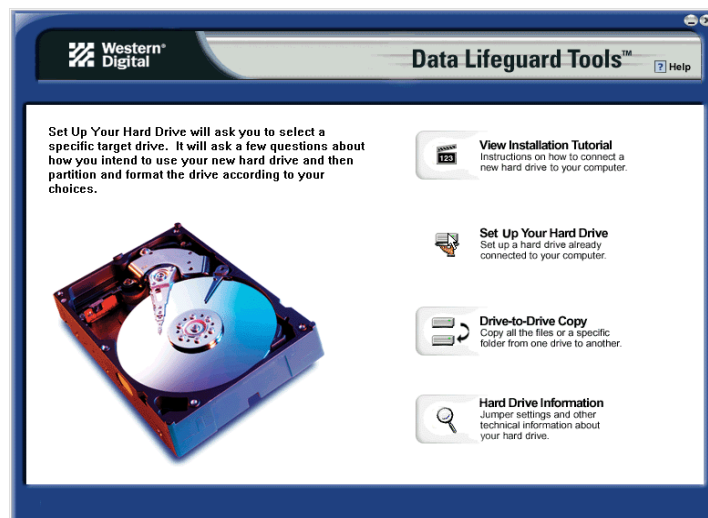 Western®
Digital
Data Lifeguard Tools™
? Help
Set Up Your Hard Drive will ask you to select a
specific target drive.  It will ask a few questions about
how you intend to use your new hard drive and then
partition and format the drive according to your
choices.
123
View Installation Tutorial
Instructions on how to connect a
new hard drive to your computer.
Set Up Your Hard Drive
Set up a hard drive already
connected to your computer.
Drive-to-Drive Copy
Copy all the files or a specific
folder from one drive to another.
Hard Drive Information
Jumper settings and other
technical information about
your hard drive.